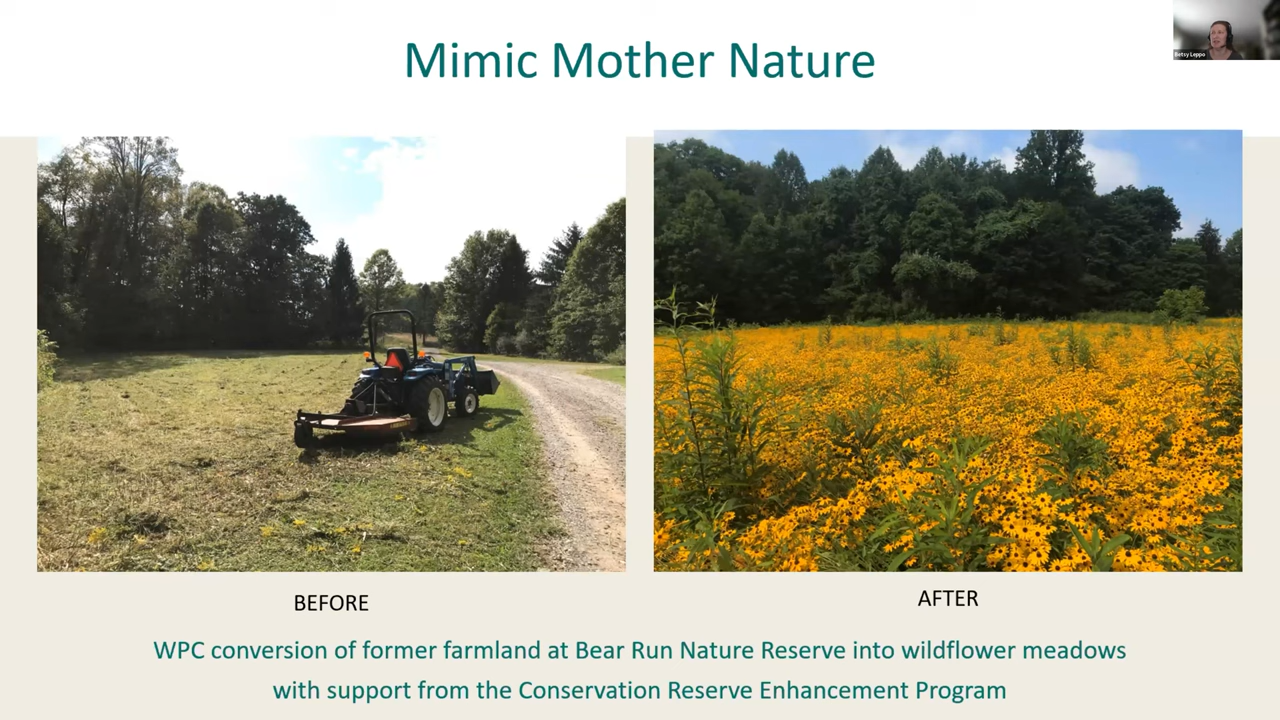 Mimic Mother Nature
Betsy Leppo
BEFORE
AFTER
WPC conversion of former farmland at Bear Run Nature Reserve into wildflower meadows
with support from the Conservation Reserve Enhancement Program